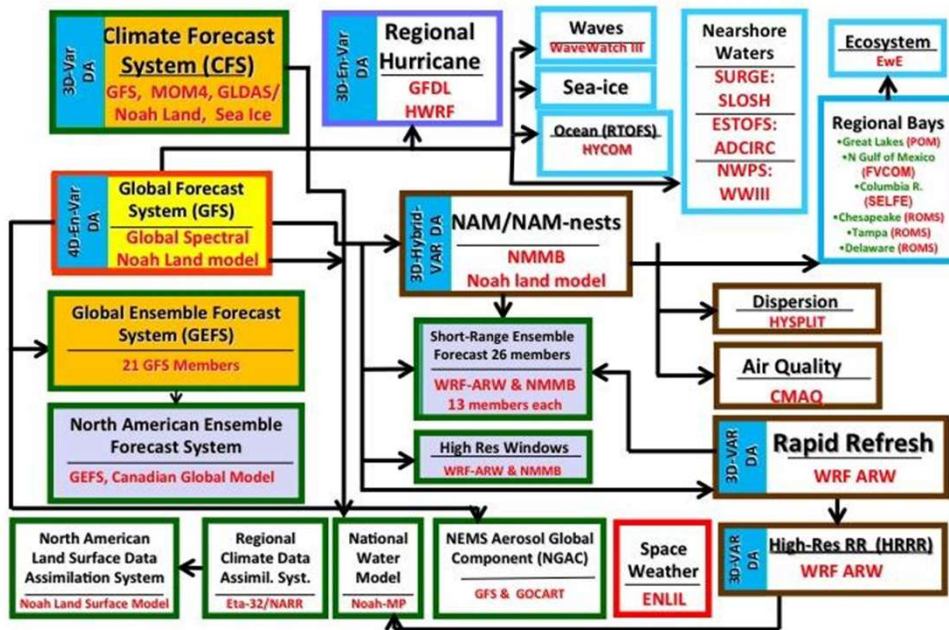 3D-Var
DA
Climate Forecast
System (CFS)
GFS, MOM4, GLDAS/
Noah Land, Sea Ice
3D-En-Var
DA
Regional
Hurricane
GFDL
HWRF
Waves
WaveWatch III
Sea-ice
Ocean (RTOFS)
HYCOM
Nearshore
Waters
SURGE:
SLOSH
ESTOFS:
ADCIRC
NWPS:
WWIII
Ecosystem
EwE
Regional Bays
•Great Lakes (POM)
•N Gulf of Mexico
(FVCOM)
•Columbia R.
(SELFE)
•Chesapeake (ROMS)
•Tampa (ROMS)
•Delaware (ROMS)
4D-En-Var
DA
Global Forecast
System (GFS)
Global Spectral
Noah Land model
3D-Hybrid-
VAR DA
NAM/NAM-nests
NMMB
Noah land model
Dispersion
HYSPLIT
Global Ensemble Forecast
System (GEFS)
21 GFS Members
Short-Range Ensemble
Forecast 26 members
WRF-ARW & NMMB
13 members each
Air Quality
CMAQ
North American Ensemble
Forecast System
GEFS, Canadian Global Model
High Res Windows
WRF-ARW & NMMB
3D-VAR
DA
Rapid Refresh
WRF ARW
North American
Land Surface Data
Assimilation System
Noah Land Surface Model
Regional
Climate Data
Assimil. Syst.
Eta-32/NARR
National
Water
Model
Noah-MP
NEMS Aerosol Global
Component (NGAC)
GFS & GOCART
Space
Weather
ENLIL
3D-VAR
DA
High-Res RR (HRRR)
WRF ARW